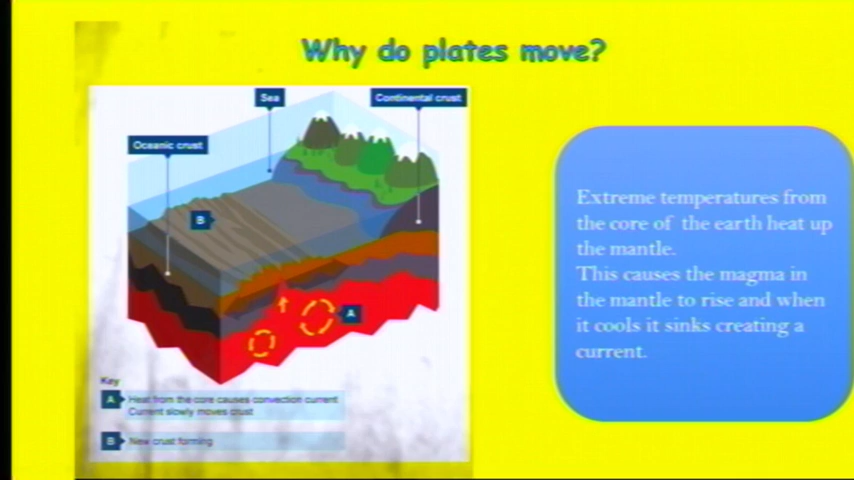 Why do plates move?
Sea
Continental crust
Oceanic crust
B
A
Extreme temperatures from
the core of the earth heat up
the mantle.
This causes the magma in
the mantle to rise and when
it cools it sinks creating a
current.
Key
A Heat from the core causes convection current
Current slowly moves crust
B New crust forming